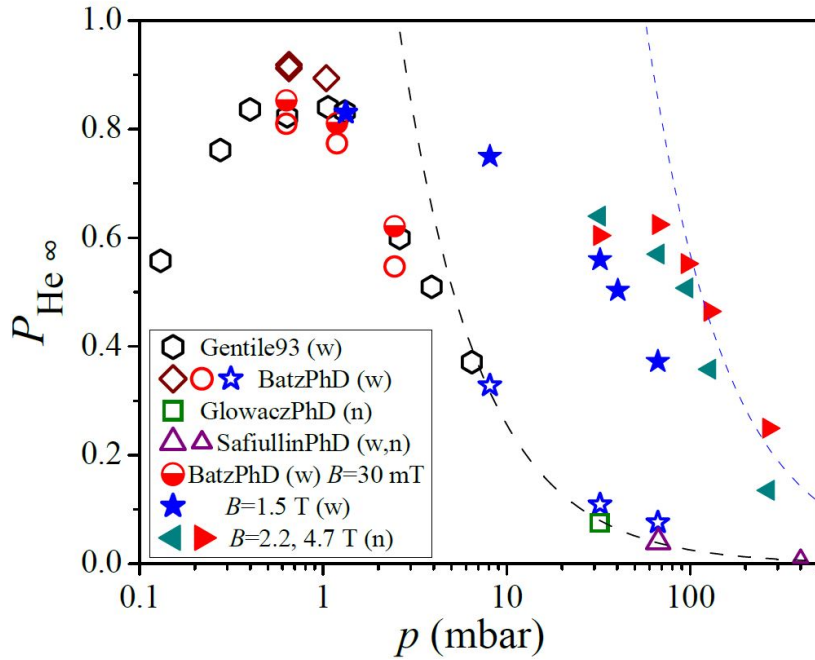 1.0
0.8
0.6
0.4
0.2
0.0
P He ∞
Gentile93 (w)
BatzPhD (w)
GlowaczPhD (n)
SafiullinPhD (w,n)
BatzPhD (w) B=30 mT
B=1.5 T (w)
B=2.2, 4.7 T (n)
0.1
1
10
100
p (mbar)